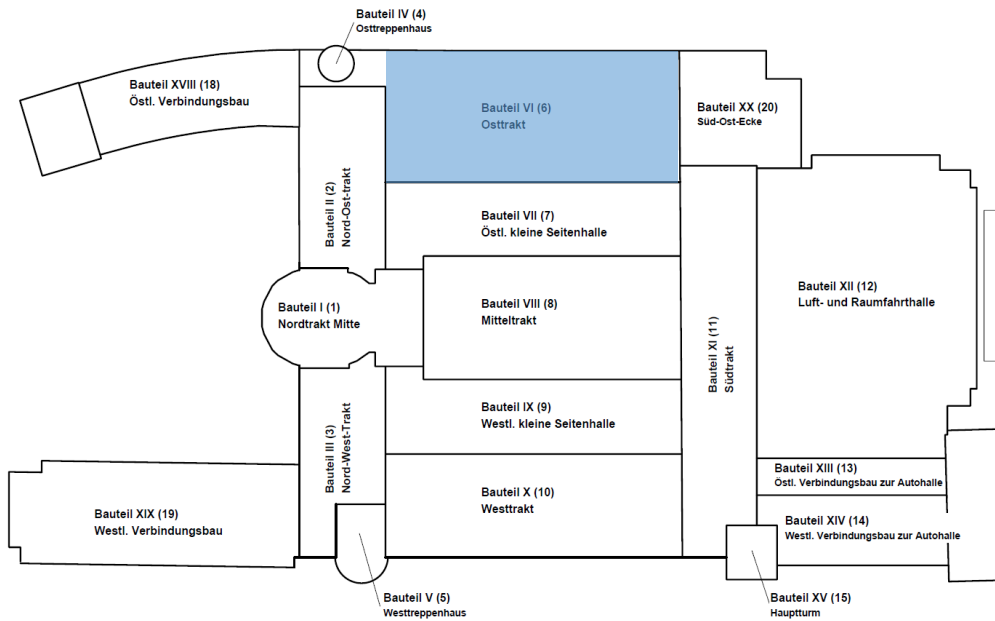 Bauteil IV (4)
Osttreppenhaus
Bauteil XVIII (18)
Östl. Verbindungsbau
Bauteil VI (6)
Osttrakt
Bauteil XX (20)
Süd-Ost-Ecke
Bauteil II (2)
Nord-Ost-trakt
Bauteil VII (7)
Östl. kleine Seitenhalle
Bauteil I (1)
Nordtrakt Mitte
Bauteil VIII (8)
Mitteltrakt
Bauteil XI (11)
Südtrakt
Bauteil XII (12)
Luft- und Raumfahrthalle
Bauteil III (3)
Nord-West-Trakt
Bauteil IX (9)
Westl. kleine Seitenhalle
Bauteil XIII (13)
Östl. Verbindungsbau zur Autohalle
Bauteil XIX (19)
Westl. Verbindungsbau
Bauteil X (10)
Westtrakt
Bauteil XIV (14)
Westl. Verbindungsbau zur Autohalle
Bauteil V (5)
Westtreppenhaus
Bauteil XV (15)
Hauptturm